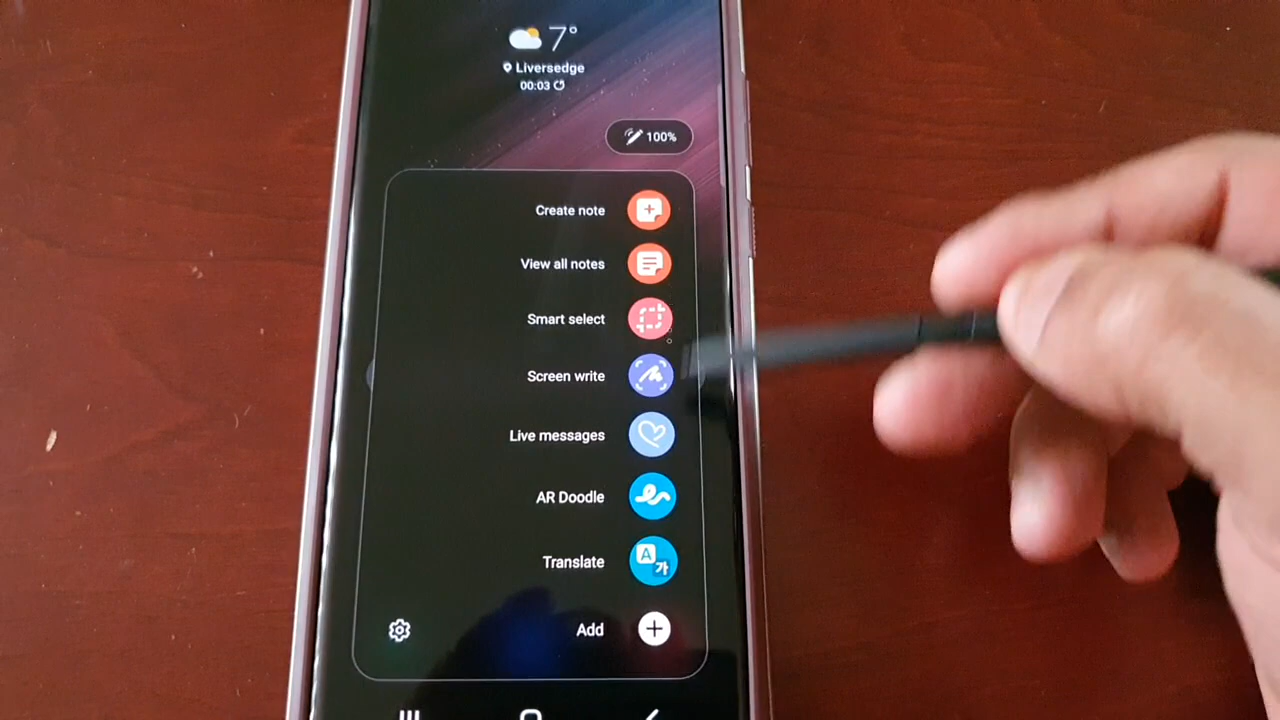 7°
Liversedge
00:03
100%
Create note
View all notes
Smart select
Screen write
Live messages
AR Doodle
Translate
A 가
Add